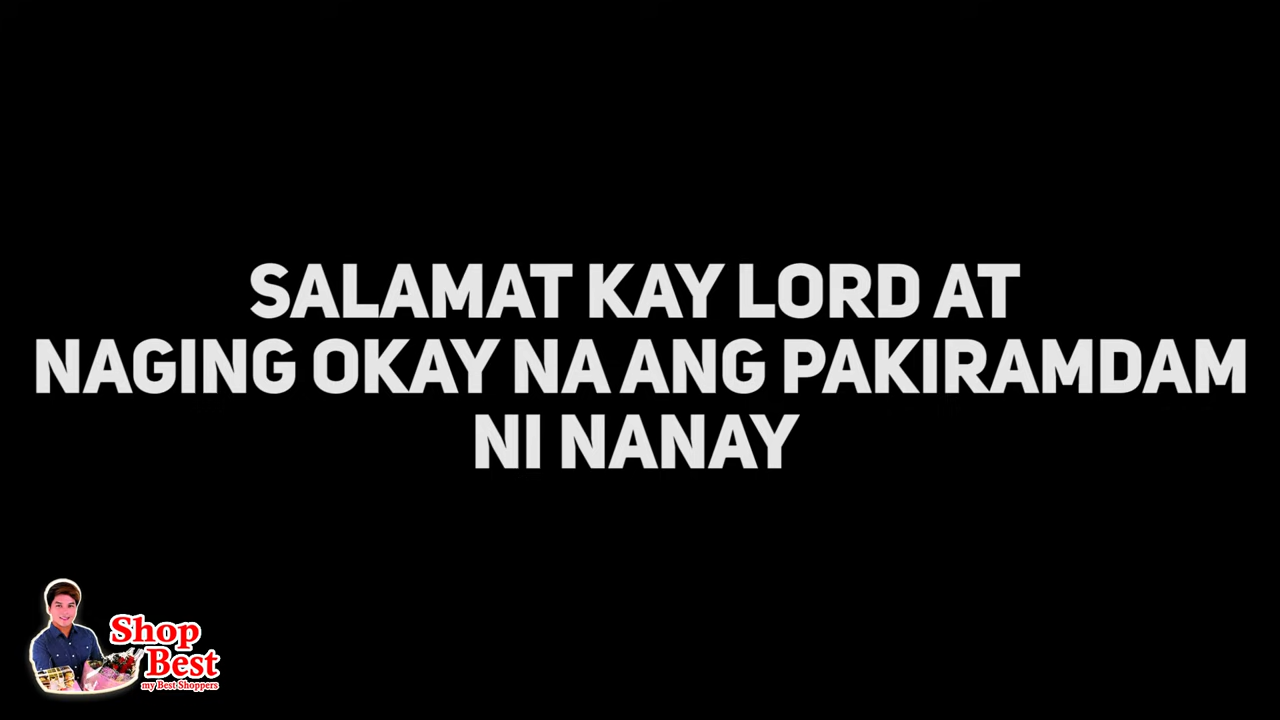 SALAMAT KAY LORD AT
NAGING OKAY NA ANG PAKIRAMDAM
NI NANAY
Shop
Best
my Best Shoppers